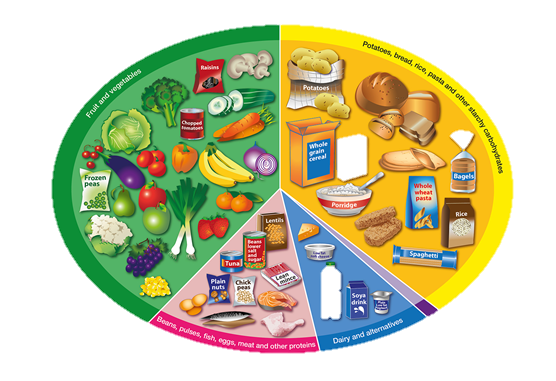 Fruit and vegetables
Potatoes, bread, rice, pasta and other starchy carbohydrates
Raisins
Potatoes
Chopped
tomatoes
Whole
grain
cereal
Frozen
peas
Bagels
Whole
wheat
pasta
Porridge
Rice
Lentils
Beans
lower
salt
and
sugar
Spaghetti
Tuna
Lean
mince
Plain
nuts
Chick
peas
Soya
drink
Beans, pulses, fish, eggs, meat and other proteins
Dairy and alternatives